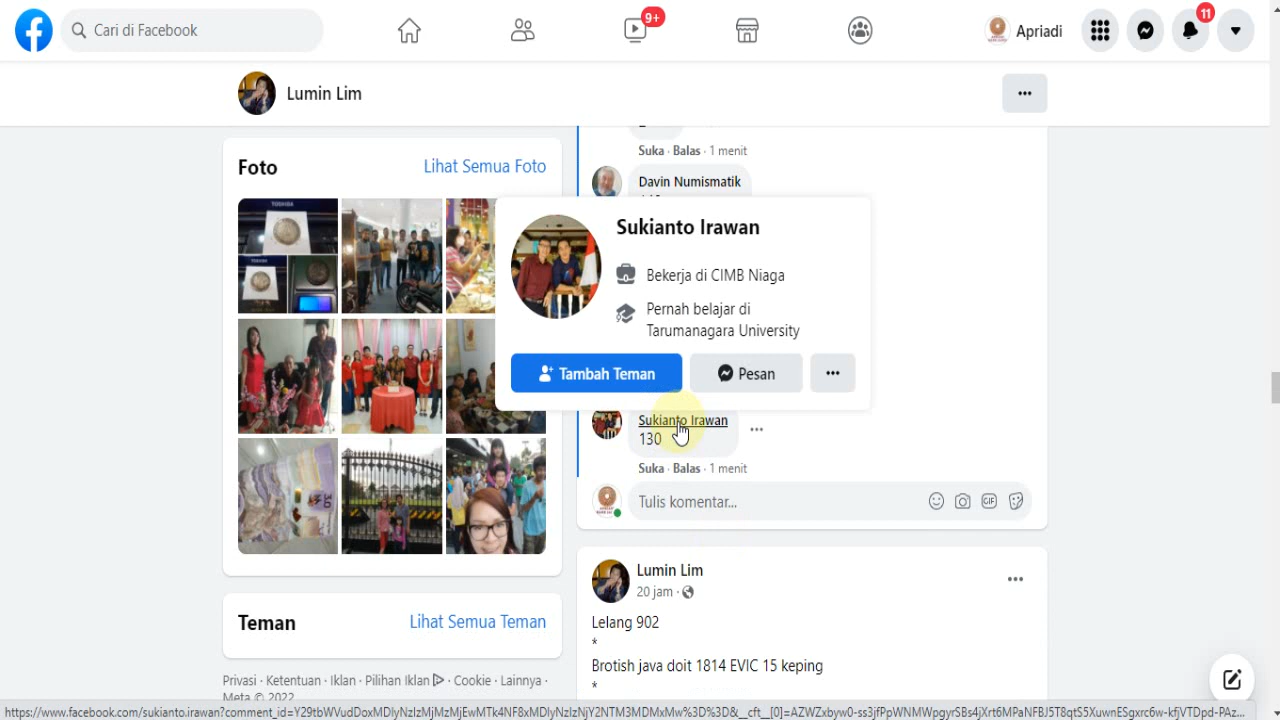 Cari di Facebook
9+
Apriadi
11
Lumin Lim
Foto
Lihat Semua Foto
TOSHIBA
Teman
Lihat Semua Teman
Privasi · Ketentuan · Iklan · Pilihan Iklan · Cookie · Lainnya ·
Meta © 2022
Suka · Balas · 1 menit
Davin Numismatik
Sukianto Irawan
Bekerja di CIMB Niaga
Pernah belajar di
Tarumanagara University
Tambah Teman
Pesan
Sukianto Irawan
130
Suka · Balas · 1 menit
Tulis komentar...
GIF
Lumin Lim
20 jam ·
Lelang 902
*
Brotish java doit 1814 EVIC 15 keping
*